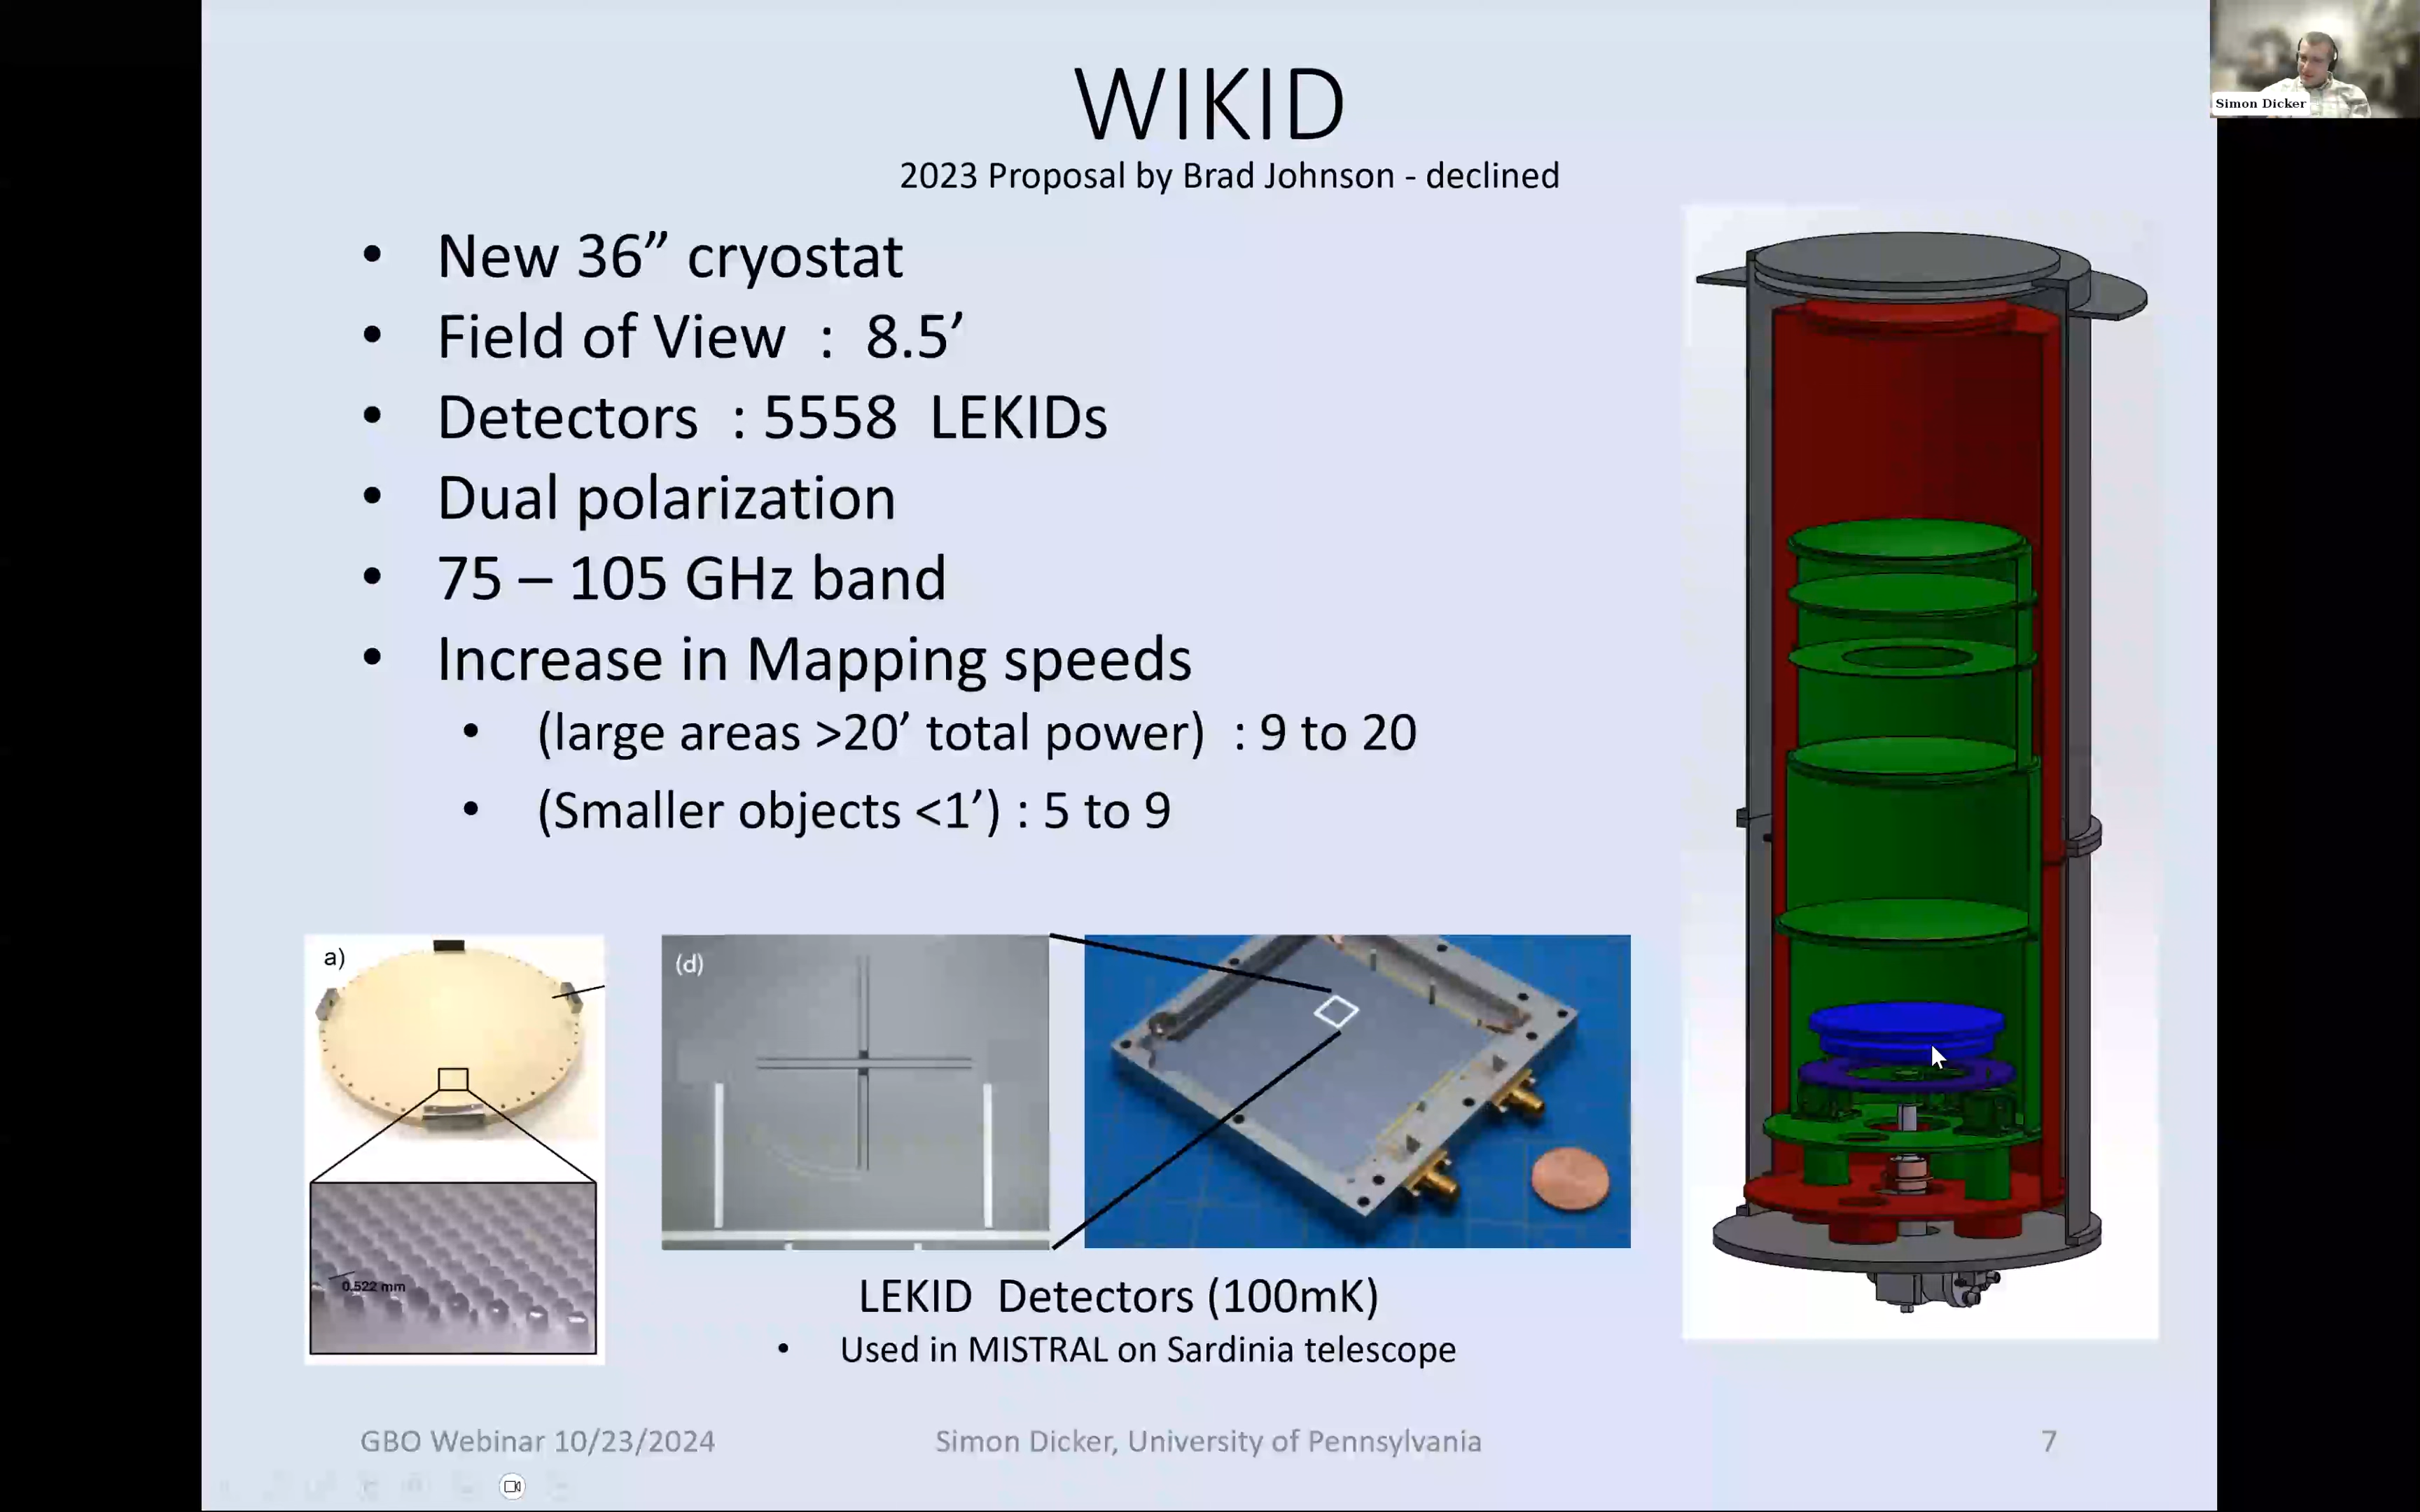 Simon Dicker
WIKID
2023 Proposal by Brad Johnson - declined
• New 36” cryostat
• Field of View : 8.5’
• Detectors : 5558 LEKIDs
• Dual polarization
• 75 – 105 GHz band
• Increase in Mapping speeds
• (large areas >20’ total power) : 9 to 20
• (Smaller objects <1’) : 5 to 9
a)
0.522 mm
(d)
LEKID Detectors (100mK)
• Used in MISTRAL on Sardinia telescope
GBO Webinar 10/23/2024
Simon Dicker, University of Pennsylvania
7